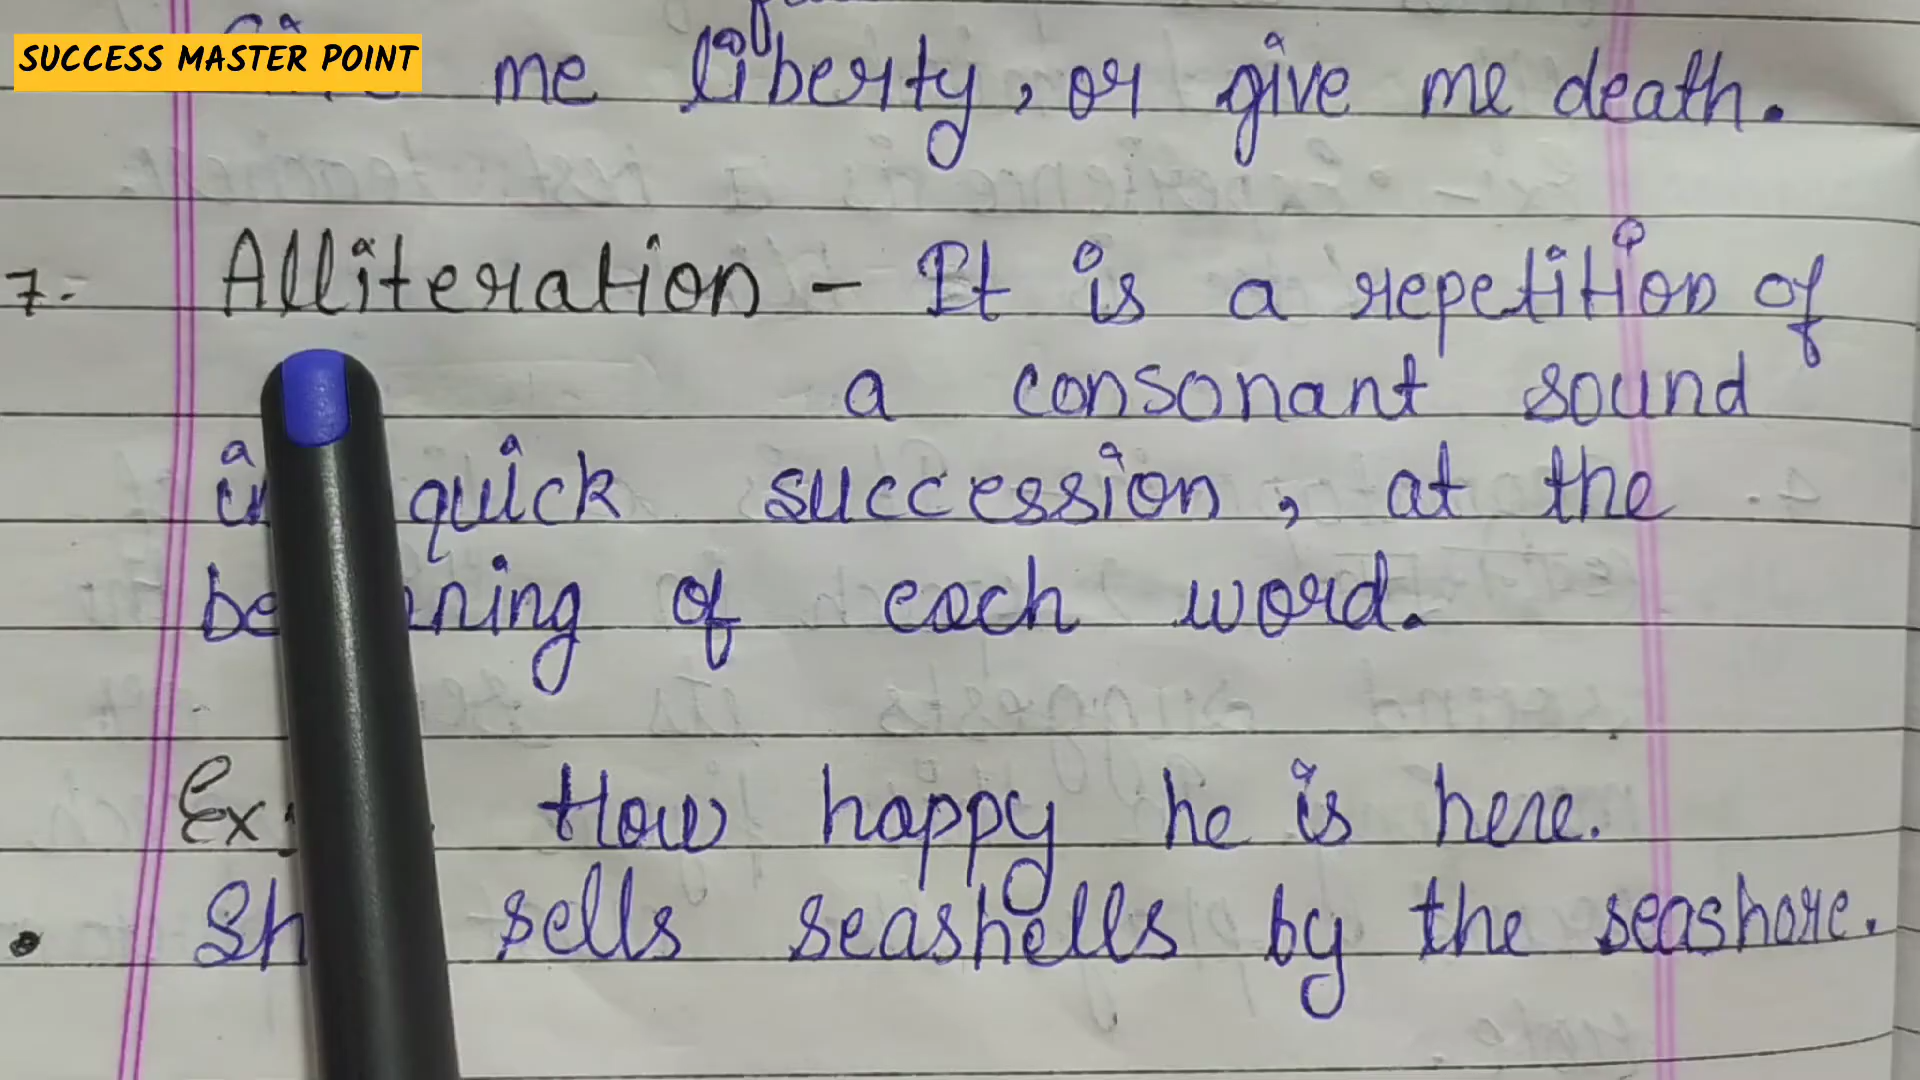 SUCCESS MASTER POINT
me liberty, or give me death.
7. Alliteration - It is a repetition of
a consonant sound
in quick succession, at the
of each word.
Ex. How happy he is here.
sells seashells by the seashore.